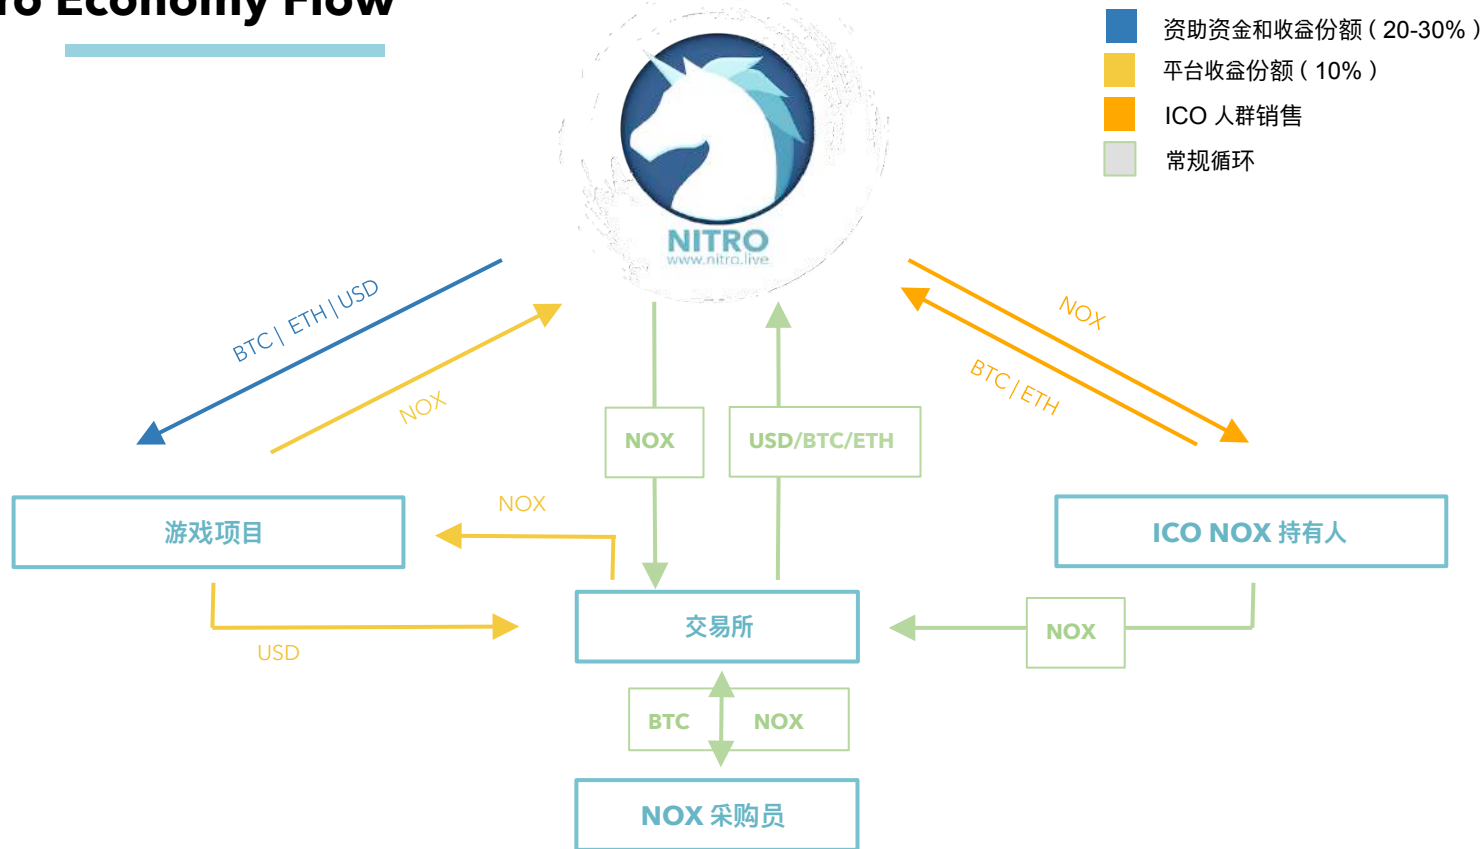 ro Economy Flow
资助资金和收益份额（20-30%）
平台收益份额（10%）
ICO 人群销售
常规循环
NITRO
www.nitro.live
BTC | ETH | USD
NOX
NOX
BTC | ETH
NOX
USD/BTC/ETH
NOX
游戏项目
ICO NOX 持有人
交易所
NOX
USD
BTC
NOX
NOX 采购员